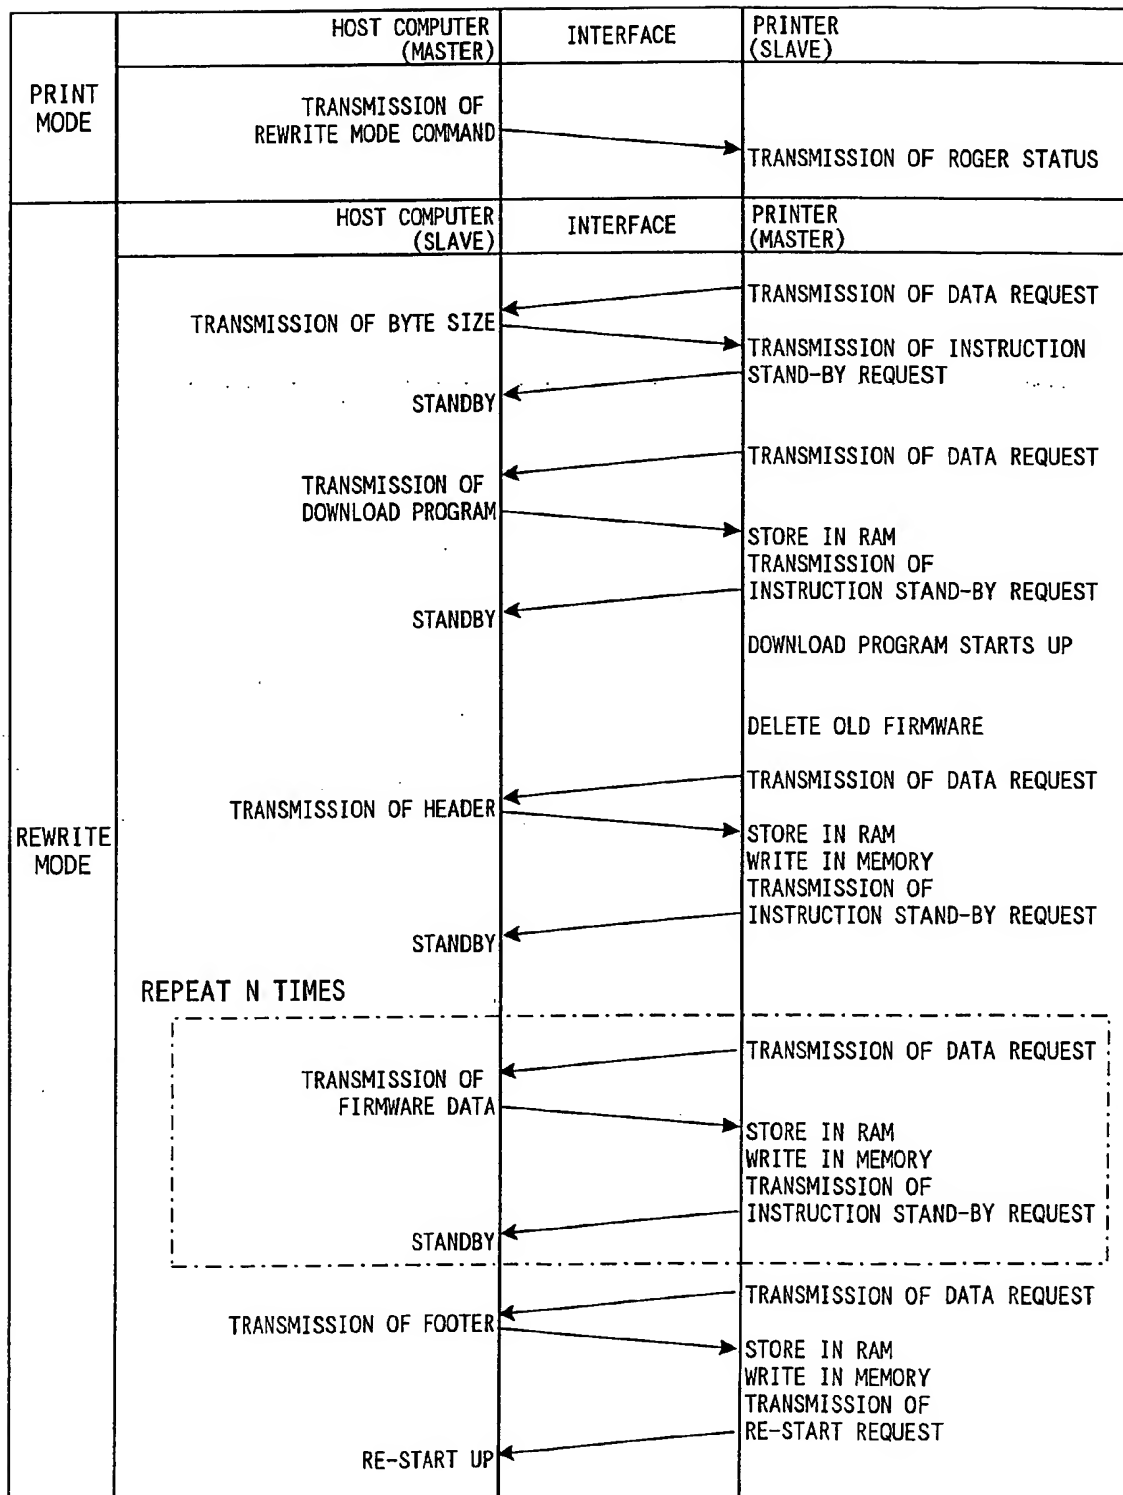 HOST COMPUTER
(MASTER)
INTERFACE
PRINTER
(SLAVE)
PRINT
MODE
TRANSMISSION OF
REWRITE MODE COMMAND
TRANSMISSION OF ROGER STATUS
HOST COMPUTER
(SLAVE)
INTERFACE
PRINTER
(MASTER)
TRANSMISSION OF DATA REQUEST
TRANSMISSION OF BYTE SIZE
TRANSMISSION OF INSTRUCTION
STAND-BY REQUEST
STANDBY
TRANSMISSION OF DATA REQUEST
TRANSMISSION OF
DOWNLOAD PROGRAM
STORE IN RAM
TRANSMISSION OF
INSTRUCTION STAND-BY REQUEST
STANDBY
DOWNLOAD PROGRAM STARTS UP
DELETE OLD FIRMWARE
TRANSMISSION OF DATA REQUEST
TRANSMISSION OF HEADER
REWRITE
MODE
STORE IN RAM
WRITE IN MEMORY
TRANSMISSION OF
INSTRUCTION STAND-BY REQUEST
STANDBY
REPEAT N TIMES
TRANSMISSION OF DATA REQUEST
TRANSMISSION OF
FIRMWARE DATA
STORE IN RAM
WRITE IN MEMORY
TRANSMISSION OF
INSTRUCTION STAND-BY REQUEST
STANDBY
TRANSMISSION OF DATA REQUEST
TRANSMISSION OF FOOTER
STORE IN RAM
WRITE IN MEMORY
TRANSMISSION OF
RE-START REQUEST
RE-START UP